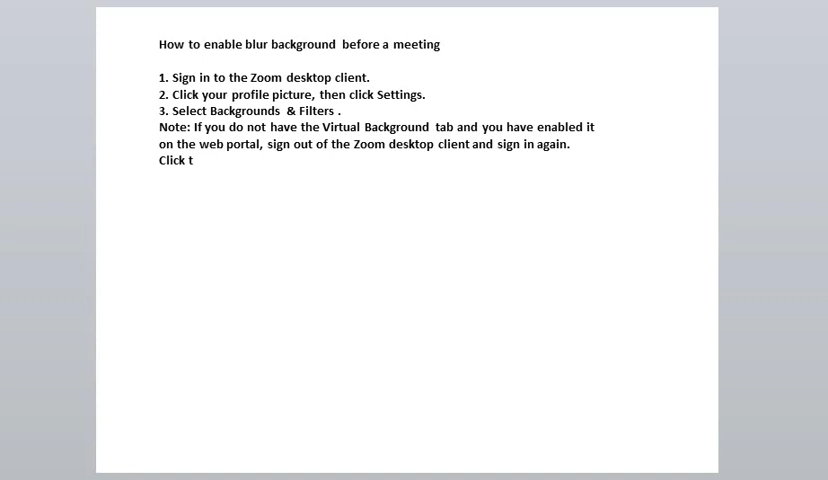 How to enable blur background before a meeting
1. Sign in to the Zoom desktop client.
2. Click your profile picture, then click Settings.
3. Select Backgrounds & Filters .
Note: If you do not have the Virtual Background tab and you have enabled it
on the web portal, sign out of the Zoom desktop client and sign in again.
Click t